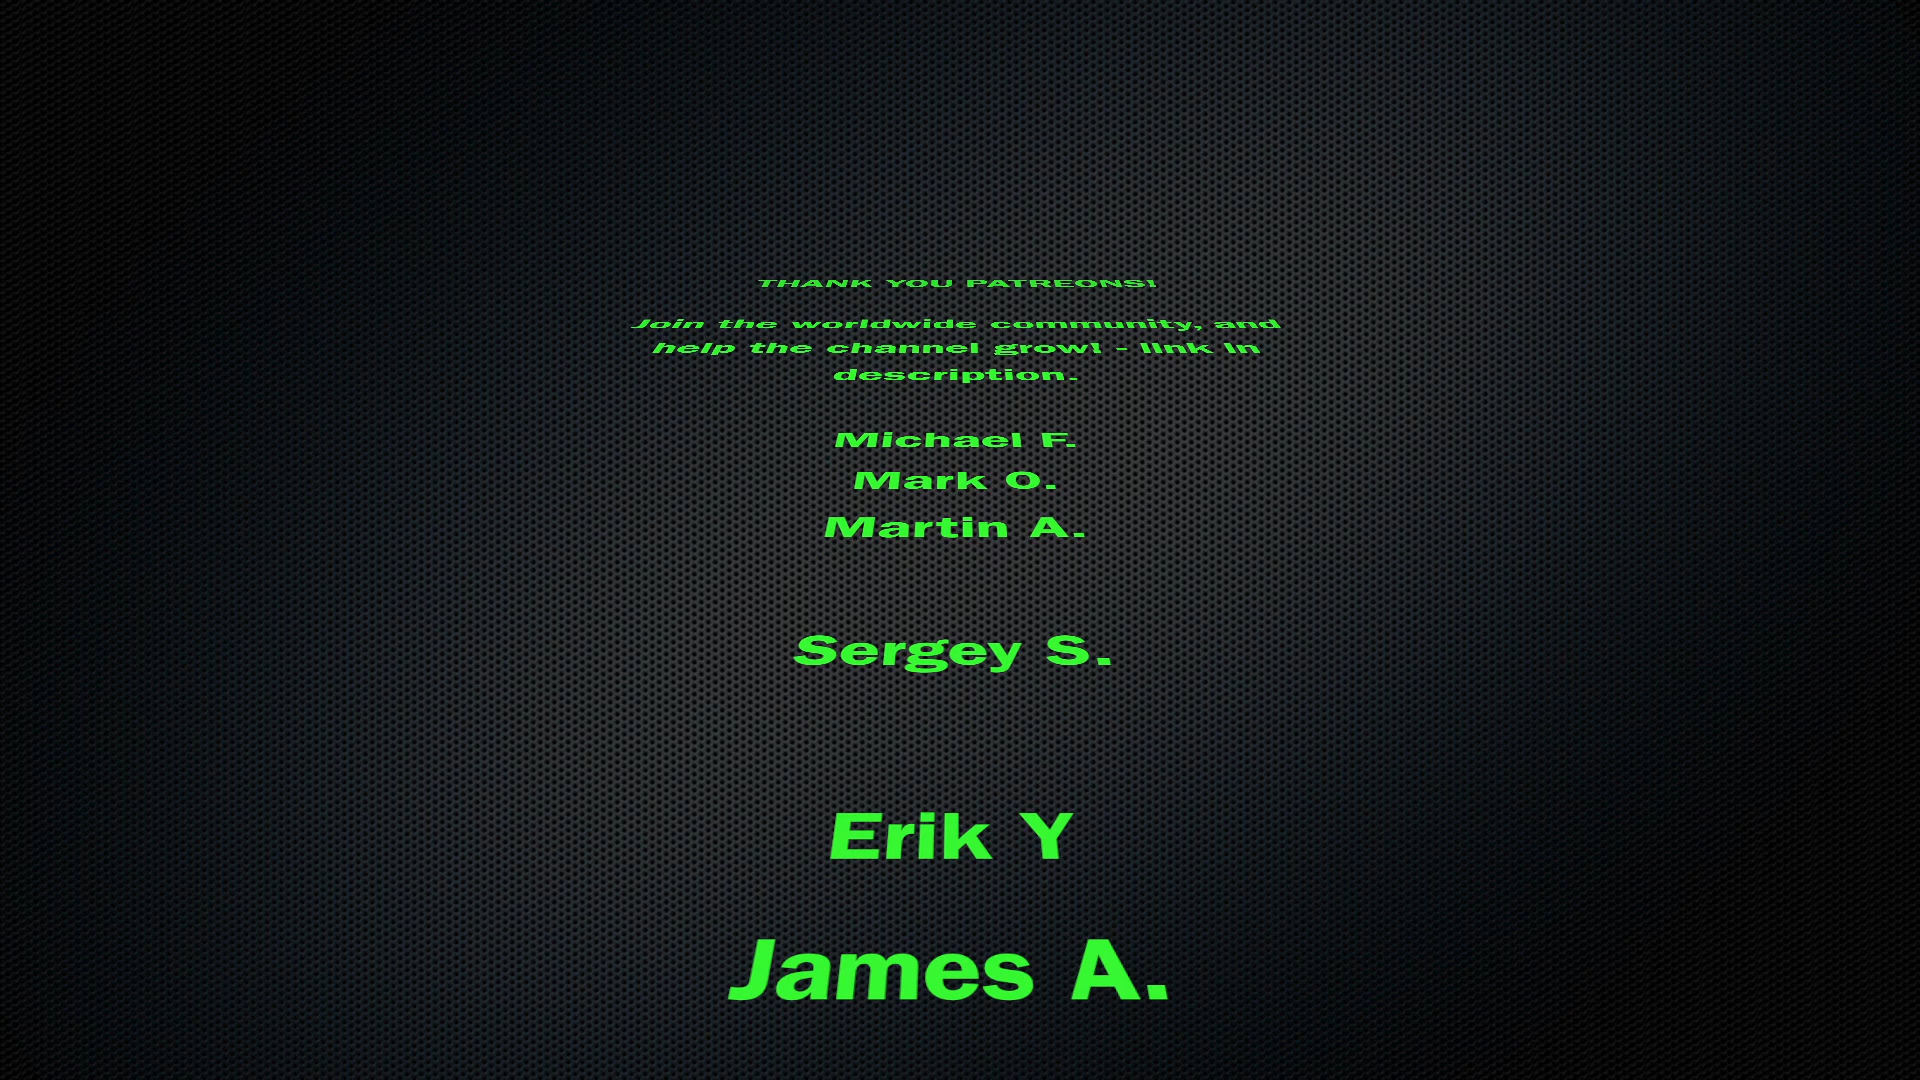 THANK YOU PATREONS!
Join the worldwide community, and
help the channel grow! - link in
description.
Michael F.
Mark O.
Martin A.
Sergey S.
Erik Y
James A.